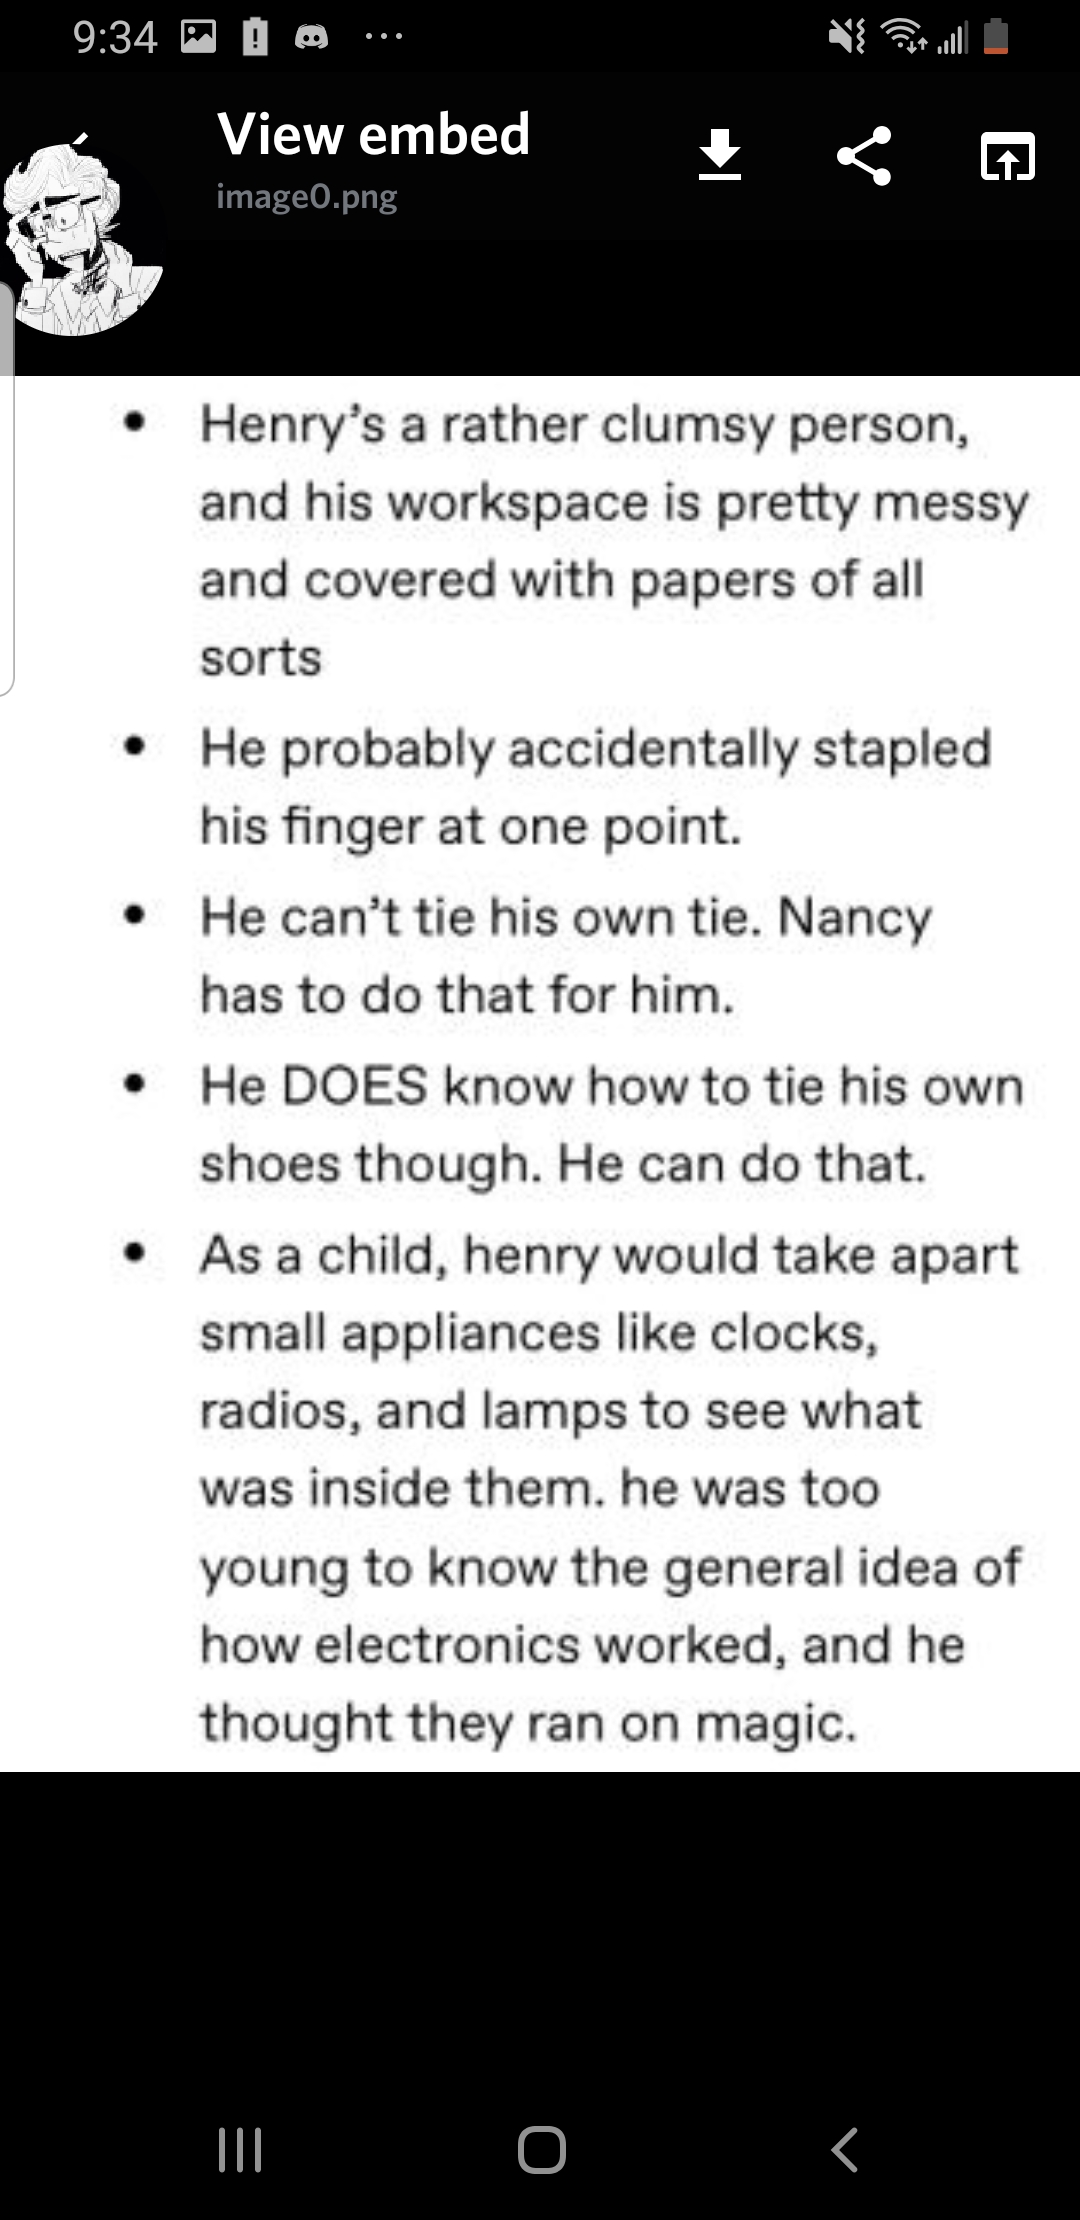 9:34
View embed
image0.png
• Henry's a rather clumsy person,
and his workspace is pretty messy
and covered with papers of all
sorts
• He probably accidentally stapled
his finger at one point.
• He can't tie his own tie. Nancy
has to do that for him.
• He DOES know how to tie his own
shoes though. He can do that.
• As a child, henry would take apart
small appliances like clocks,
radios, and lamps to see what
was inside them. he was too
young to know the general idea of
how electronics worked, and he
thought they ran on magic.